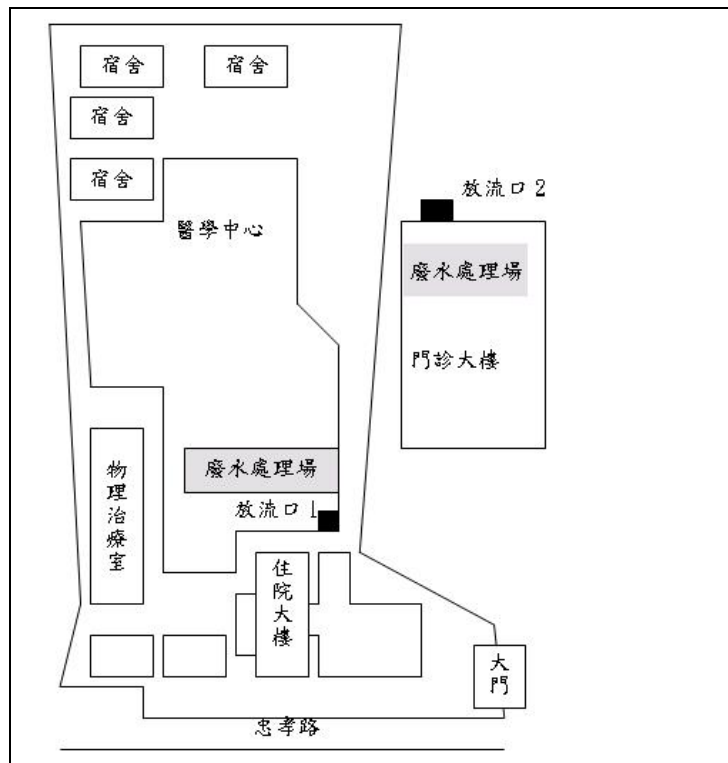 宿舍
宿舍
宿舍
宿舍
放流口 2
醫學中心
廢水處理場
門診大樓
物理治療室
廢水處理場
放流口 1
住院大樓
大門
忠孝路